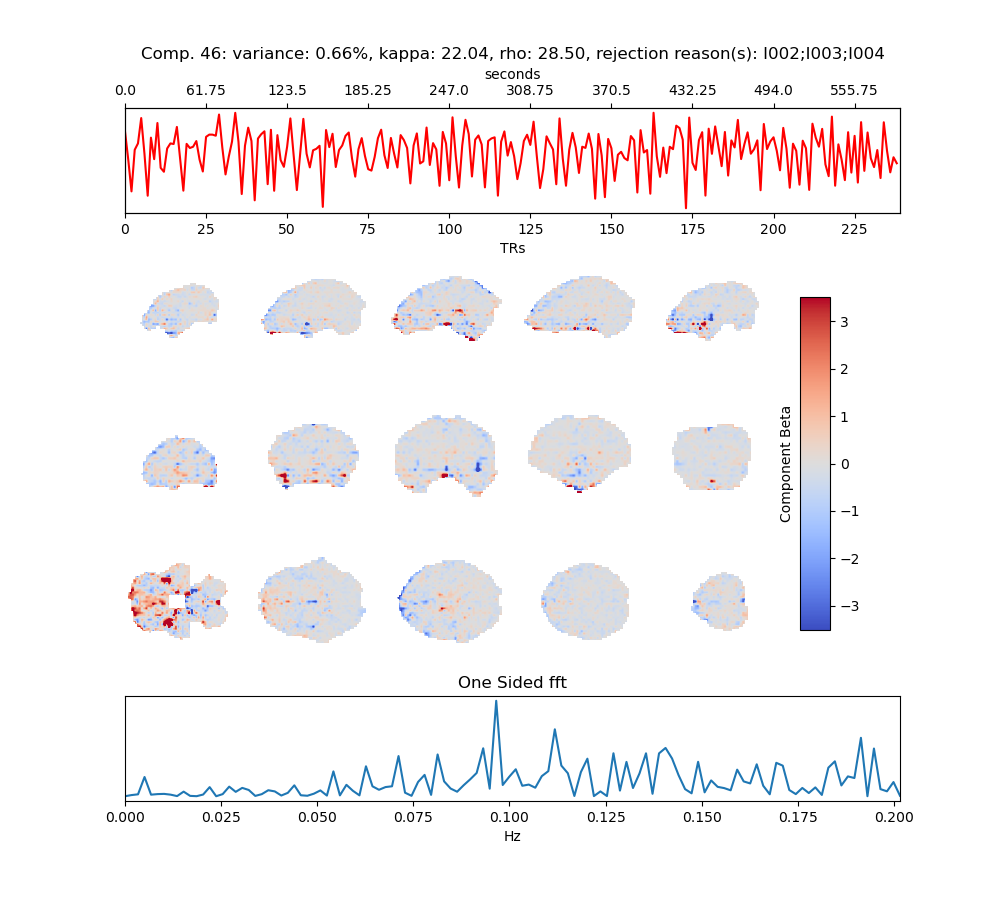 Comp. 46: variance: 0.66%, kappa: 22.04, rho: 28.50, rejection reason(s): I002;I003;I004
seconds
0.0 61.75 123.5 185.25 247.0 308.75 370.5 432.25 494.0 555.75
0 25 50 75 100 125 150 175 200 225
TRs
3
2
1
0
−1
−2
−3
Component Beta
One Sided fft
0.000 0.025 0.050 0.075 0.100 0.125 0.150 0.175 0.200
Hz